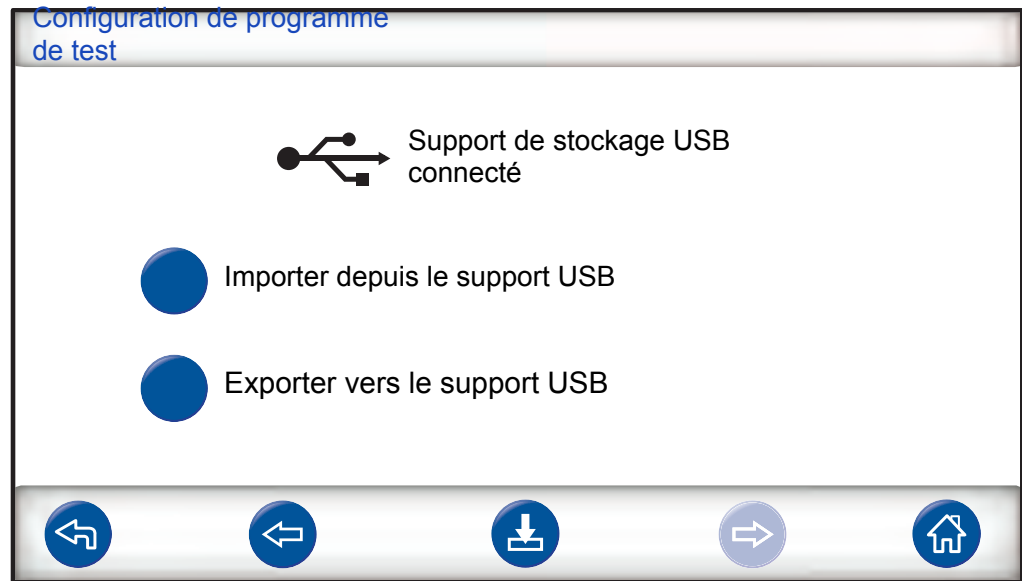 Configuration de programme
de test
Support de stockage USB
connecté
Importer depuis le support USB
Exporter vers le support USB